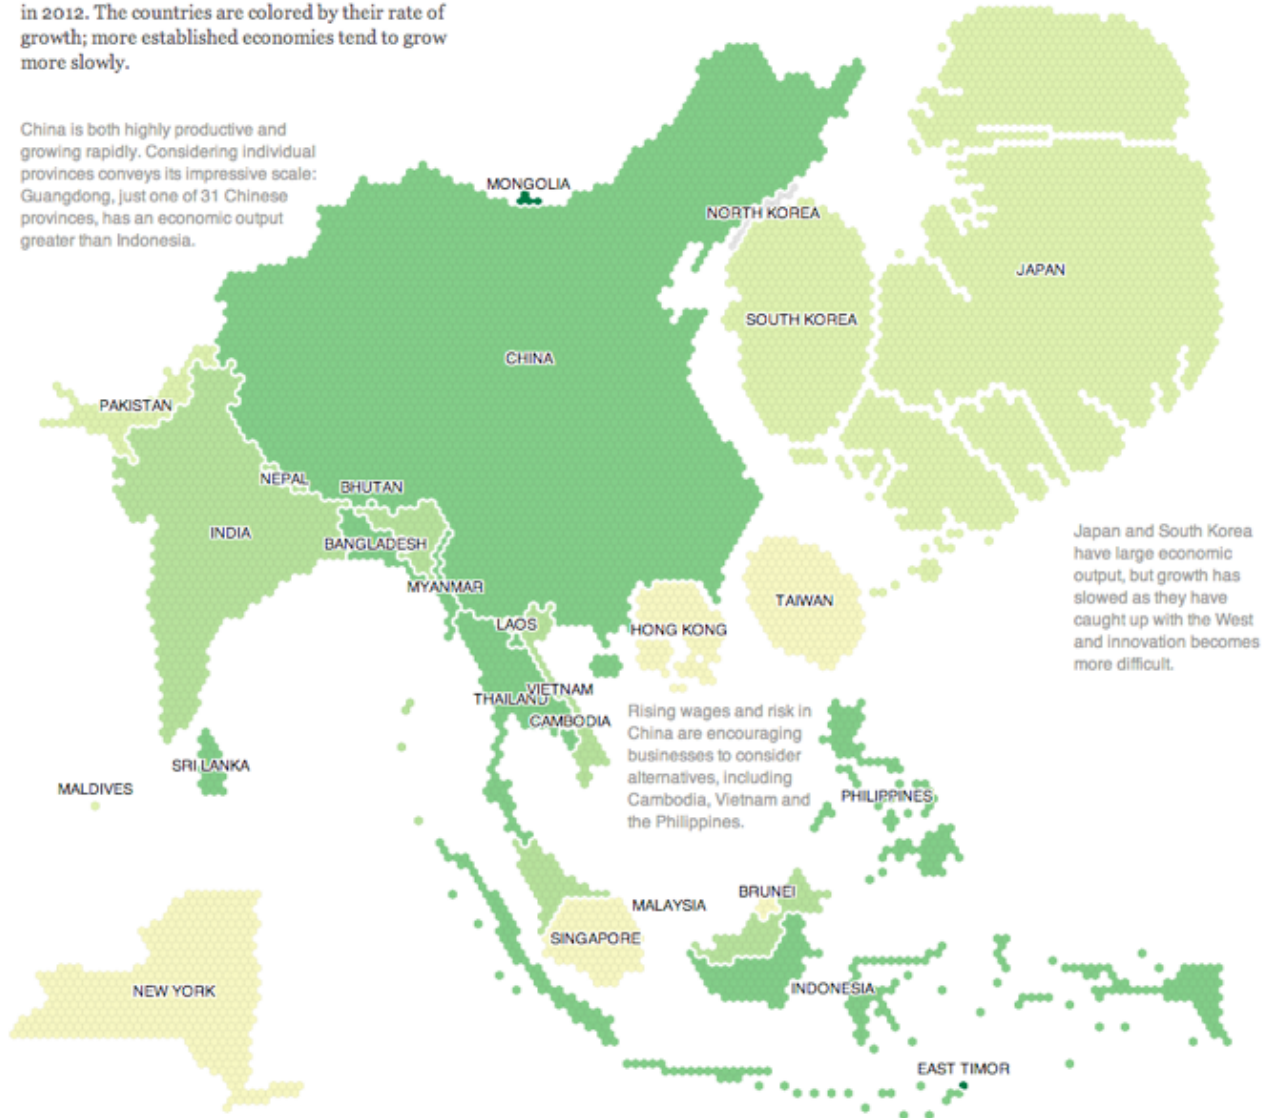 in 2012. The countries are colored by their rate of
growth; more established economies tend to grow
more slowly.
China is both highly productive and
growing rapidly. Considering individual
provinces conveys its impressive scale:
Guangdong, just one of 31 Chinese
provinces, has an economic output
greater than Indonesia.
MONGOLIA
NORTH KOREA
JAPAN
SOUTH KOREA
CHINA
PAKISTAN
NEPAL
BHUTAN
INDIA
BANGLADESH
MYANMAR
Japan and South Korea
have large economic
output, but growth has
slowed as they have
caught up with the West
and innovation becomes
more difficult.
TAIWAN
LAOS
HONG KONG
VIETNAM
THAILAND
CAMBODIA
Rising wages and risk in
China are encouraging
businesses to consider
alternatives, including
Cambodia, Vietnam and
the Philippines.
SRI LANKA
MALDIVES
PHILIPPINES
BRUNEI
MALAYSIA
SINGAPORE
NEW YORK
INDONESIA
EAST TIMOR